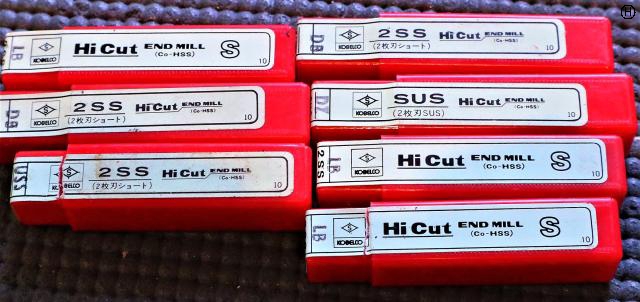 LB
KOBELCO
Hi Cut END MILL
(Co-HSS)
S
10
DB
KOBELCO
2SS Hi Cut END MILL
(2枚刃ショート) (Co-HSS)
10
USS
KOBELCO
2SS Hi Cut END MILL
(2枚刃ショート) (Co-HSS)
10
DB
KOBELCO
2SS Hi Cut END MILL
(2枚刃ショート) (Co-HSS)
10
KOBELCO
SUS Hi Cut END MILL
(2枚刃SUS) (Co-HSS)
10
2SS
LB
KOBELCO
Hi Cut END MILL
(Co-HSS)
S
10
LB
KOBELCO
Hi Cut END MILL
(Co-HSS)
S
10
H